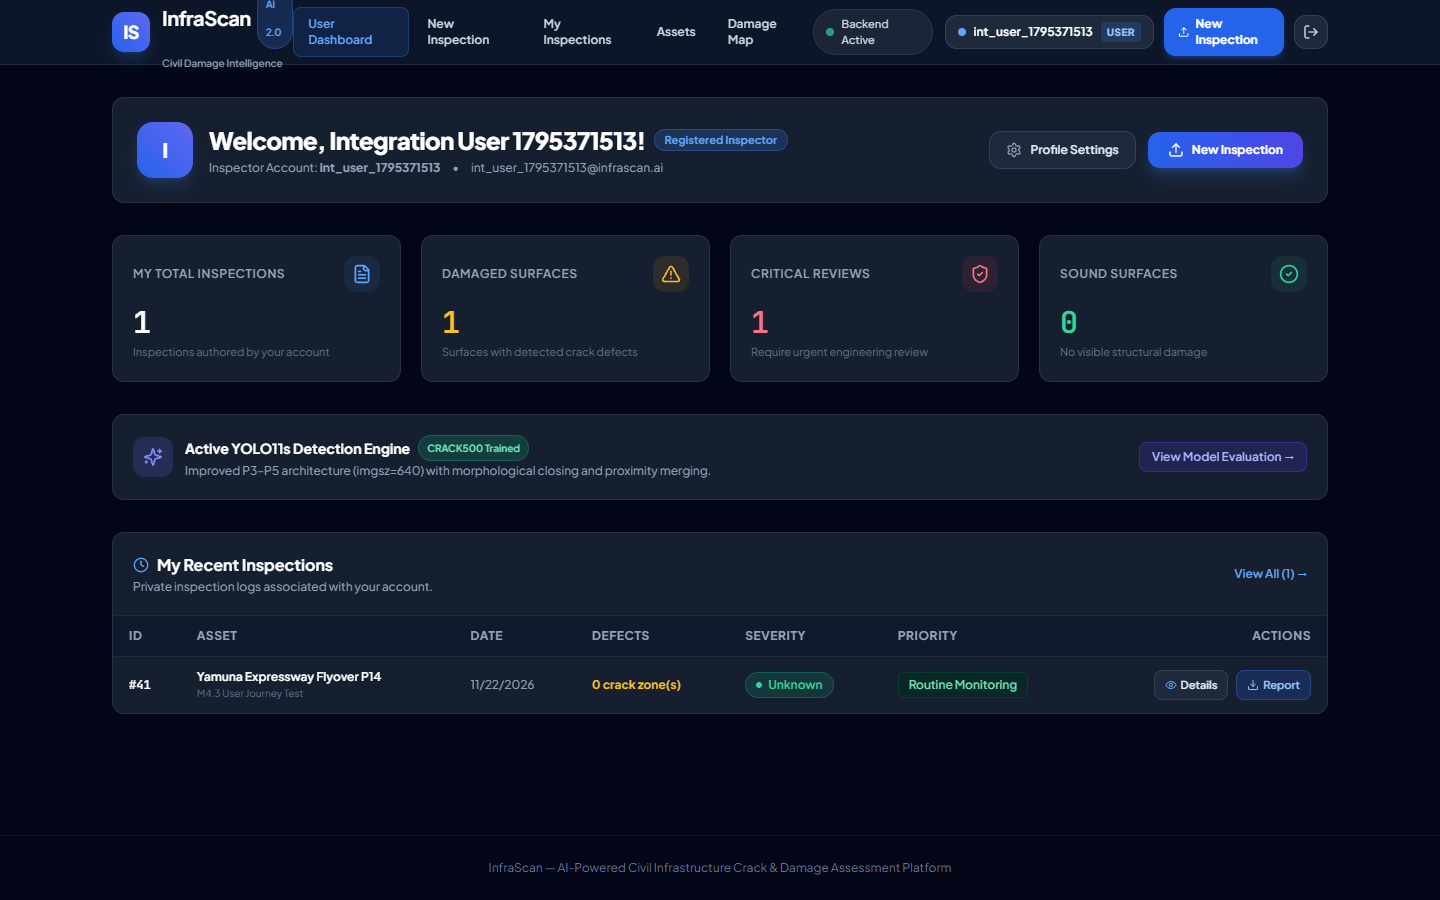 IS
InfraScan
AI
2.0
Civil Damage Intelligence
User
Dashboard
New
Inspection
My
Inspections
Assets
Damage
Map
Backend
Active
int_user_1795371513 USER
New
Inspection
I
Welcome, Integration User 1795371513! Registered Inspector
Inspector Account: int_user_1795371513 • int_user_1795371513@infrascan.ai
Profile Settings
New Inspection
MY TOTAL INSPECTIONS
1
Inspections authored by your account
DAMAGED SURFACES
1
Surfaces with detected crack defects
CRITICAL REVIEWS
1
Require urgent engineering review
SOUND SURFACES
0
No visible structural damage
Active YOLO11s Detection Engine CRACK500 Trained
Improved P3–P5 architecture (imgsz=640) with morphological closing and proximity merging.
View Model Evaluation →
My Recent Inspections
Private inspection logs associated with your account.
View All (1) →
ID ASSET DATE DEFECTS SEVERITY PRIORITY ACTIONS
#41 Yamuna Expressway Flyover P14 11/22/2026 0 crack zone(s) Unknown Routine Monitoring Details Report
M4.3 User Journey Test
InfraScan — AI-Powered Civil Infrastructure Crack & Damage Assessment Platform